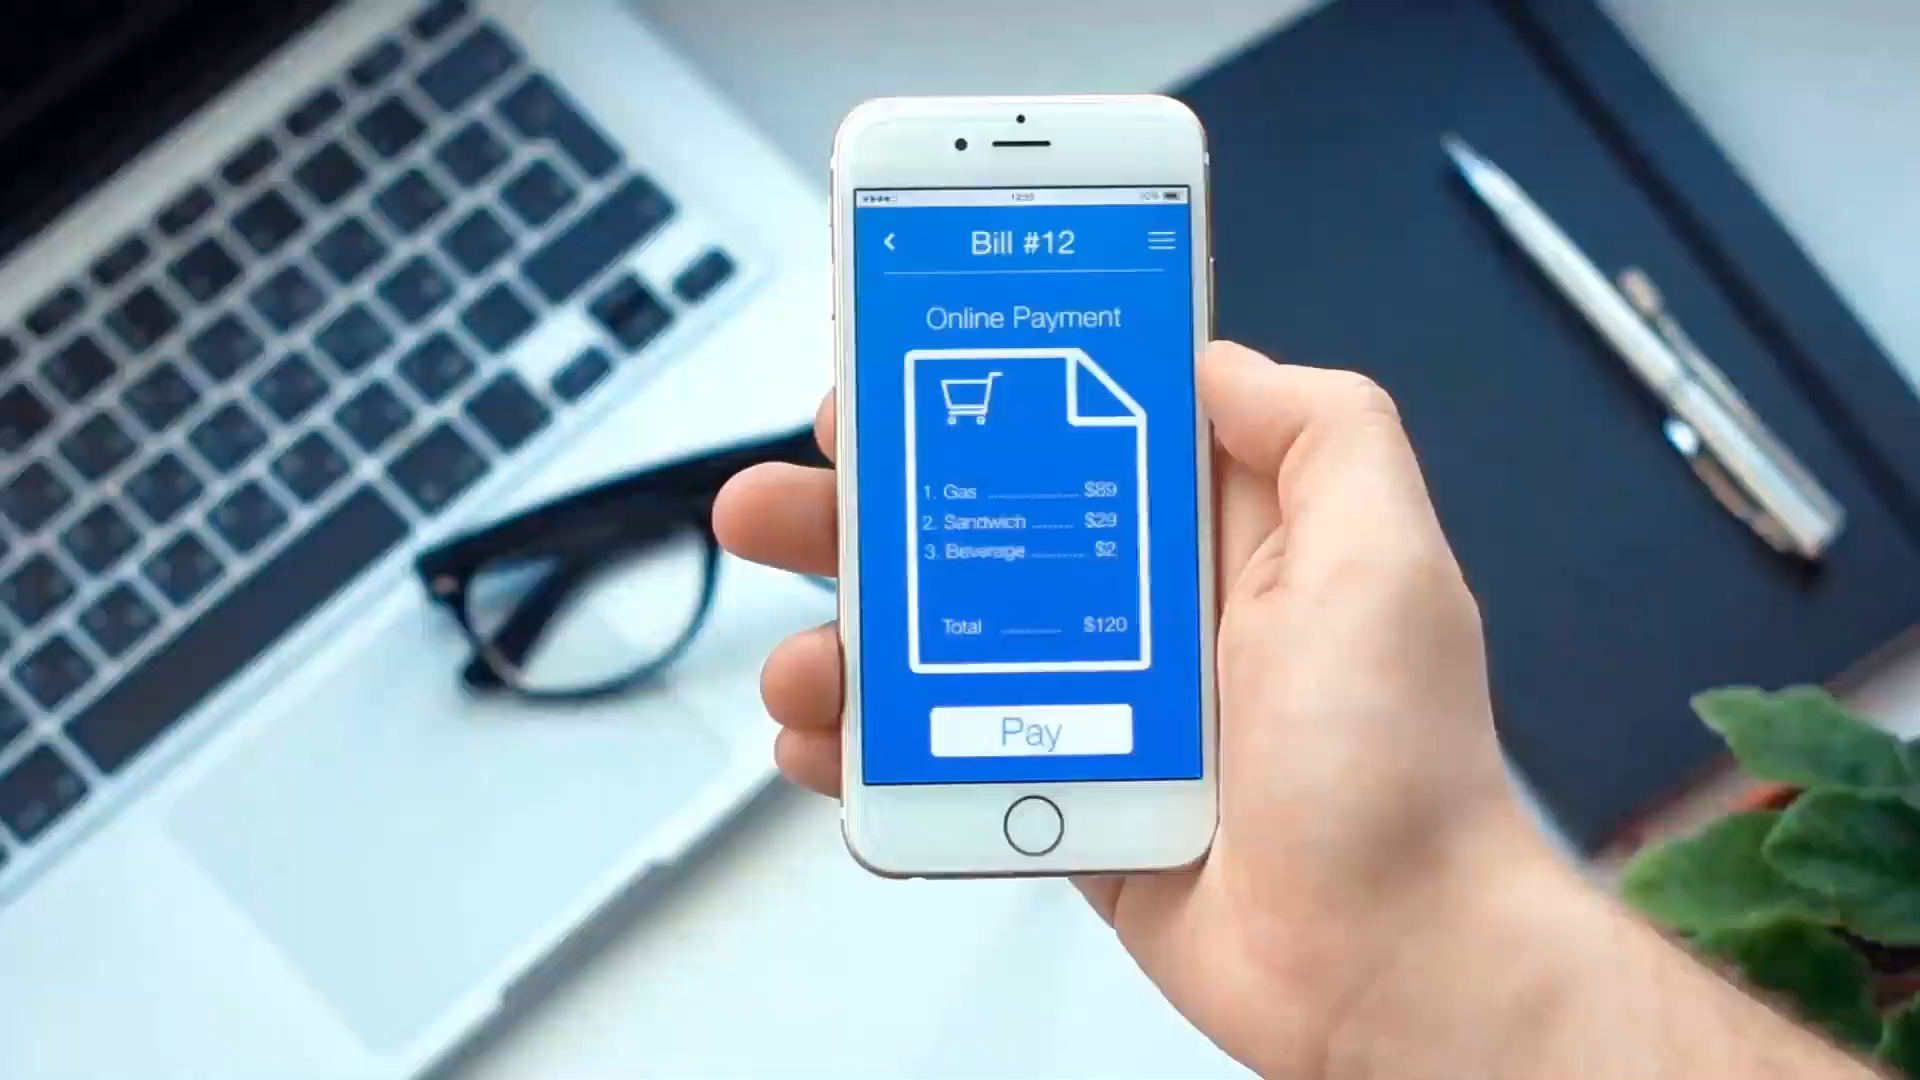 Bill #12
Online Payment
1. Gas ........................ $89
2. Sandwich .......... $29
3. Beverage ............. $2
Total ............... $120
Pay